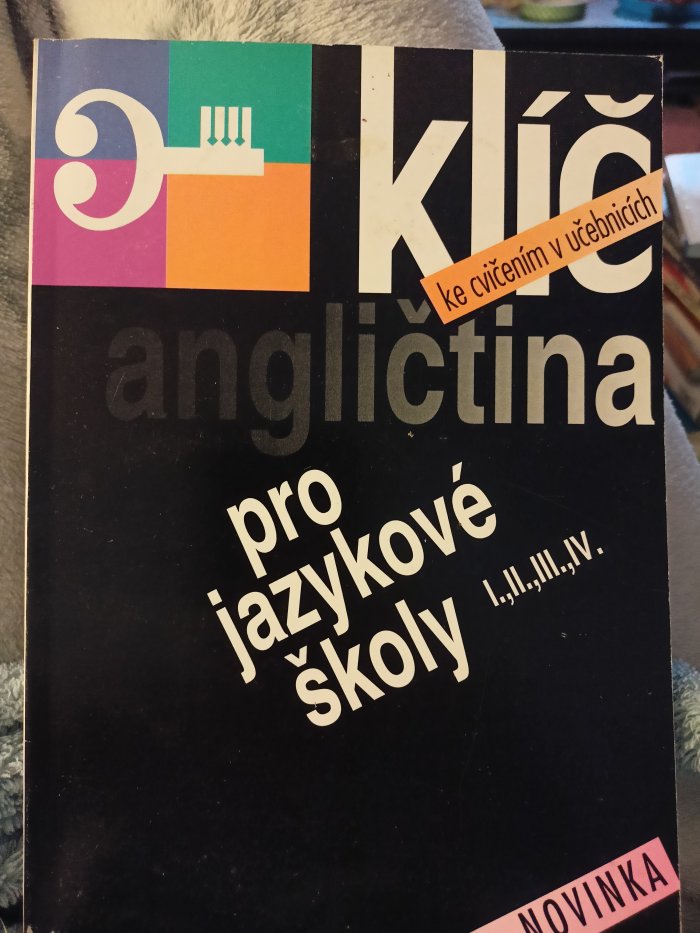 klíč
ke cvičením v učebnicích
angličtina
pro
jazykové
školy
I.,II.,III.,IV.
NOVINKA